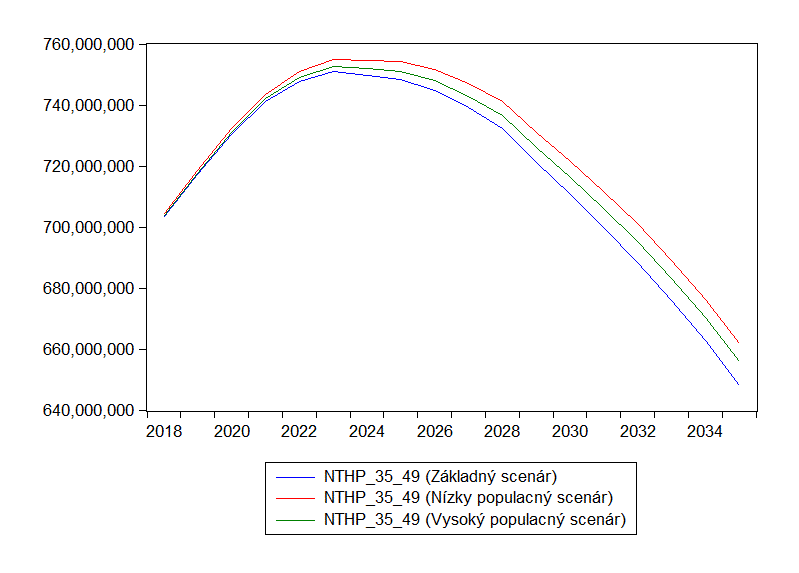 760,000,000
740,000,000
720,000,000
700,000,000
680,000,000
660,000,000
640,000,000
2018 2020 2022 2024 2026 2028 2030 2032 2034
NTHP_35_49 (Základný scenár)
NTHP_35_49 (Nízky populacný scenár)
NTHP_35_49 (Vysoký populacný scenár)